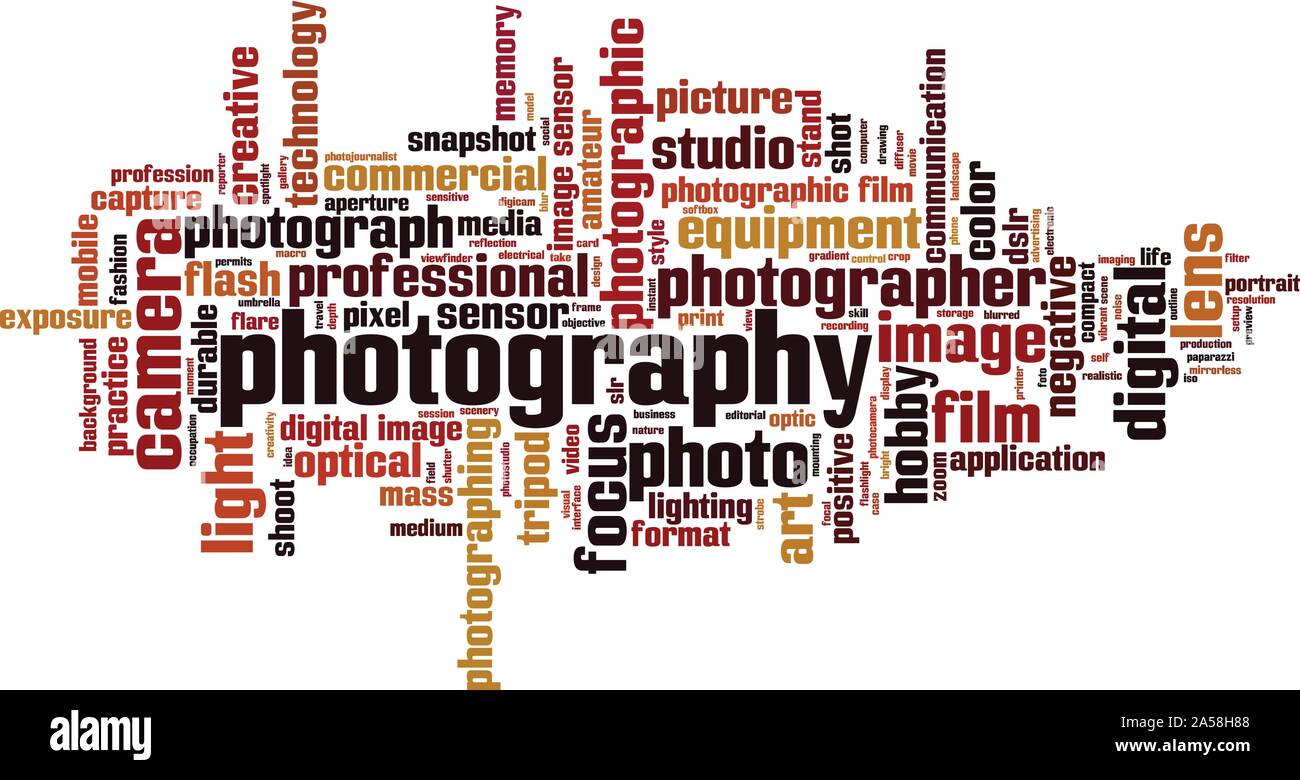 photography
photographic
photographer
photograph
photographing
photo
professional
camera
creative
technology
memory
model
social
image sensor
amateur
picture
studio
stand
shot
computer
drawing
diffuser
movie
communication
landscape
phone
color
dslr
advertising
electronic
snapshot
photojournalist
commercial
aperture
sensitive
digicam
blur
profession
reporter
spotlight
gallery
capture
mobile
fashion
permits
macro
media
reflection
viewfinder
electrical
take
card
design
style
softbox
photographic film
equipment
gradient
control
crop
flash
umbrella
exposure
durable
flare
travel
depth
pixel
sensor
frame
objective
instant
print
view
skill
recording
storage
blurred
negative
compact
vibrant scene
imaging
noise
life
outline
digital
lens
filter
portrait
resolution
setup
preview
production
paparazzi
mirrorless
iso
self
realistic
foto
printer
image
display
hobby
film
zoom
application
background
practice
moment
occupation
light
creativity
idea
shoot
digital image
optical
session
scenery
field
shutter
mass
medium
photostudio
tripod
video
visual
interface
focus
slr
business
nature
editorial
optic
lighting
format
strobe
art
mounting
focal
positive
flashlight
case
photocamera
bright
alamy
Image ID: 2A58H88
www.alamy.com